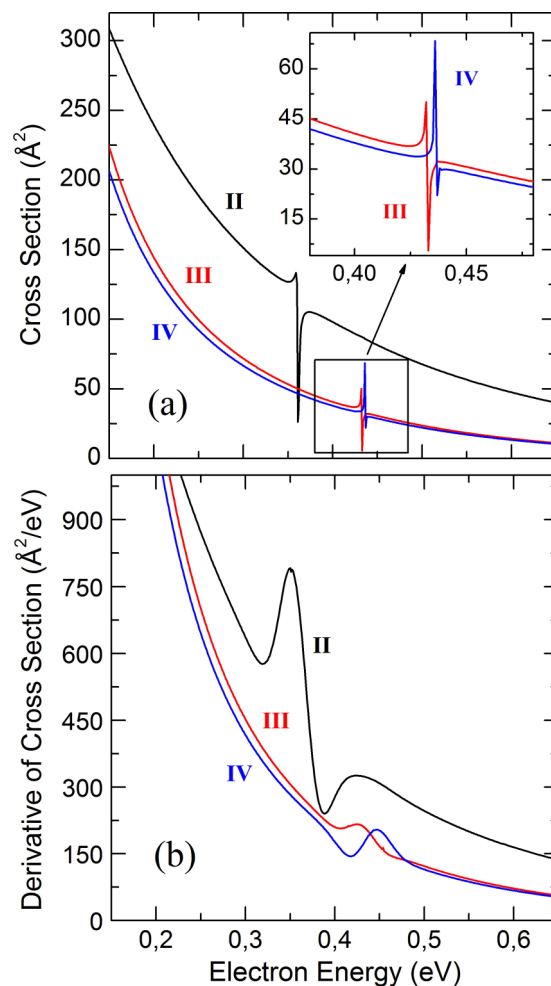 Cross Section (Å²)
300
250
200
150
100
50
0
II
III
IV
(a)
60
45
30
15
IV
III
0,40
0,45
Derivative of Cross Section (Å²/eV)
900
750
600
450
300
150
0
II
III
IV
(b)
0,2
0,3
0,4
0,5
0,6
Electron Energy (eV)